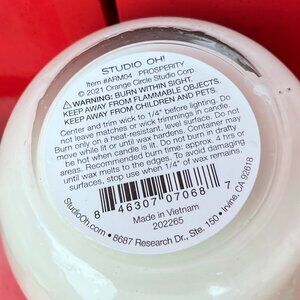 STUDIO OH!
Item #ARM04 PROSPERITY
© 2021 Orange Circle Studio Corp.
⚠ WARNING: BURN WITHIN SIGHT.
KEEP AWAY FROM FLAMMABLE OBJECTS.
KEEP AWAY FROM CHILDREN AND PETS.
Center and trim wick to 1/4" before lighting. Do
not leave matches or wick trimmings in candle.
Burn only on a heat-resistant, level surface. Do not
move while lit or until wax hardens. Container may
be hot when candle is lit. Do not burn in drafty
areas. Recommended burn time: approx. 4 hrs or
until wax melts to the edges. To avoid damaging
surfaces, stop use when 1/4" of wax remains.
8 46307 07068 7
Made in Vietnam
202265
StudioOh.com • 8687 Research Dr., Ste. 150 • Irvine, CA 92618